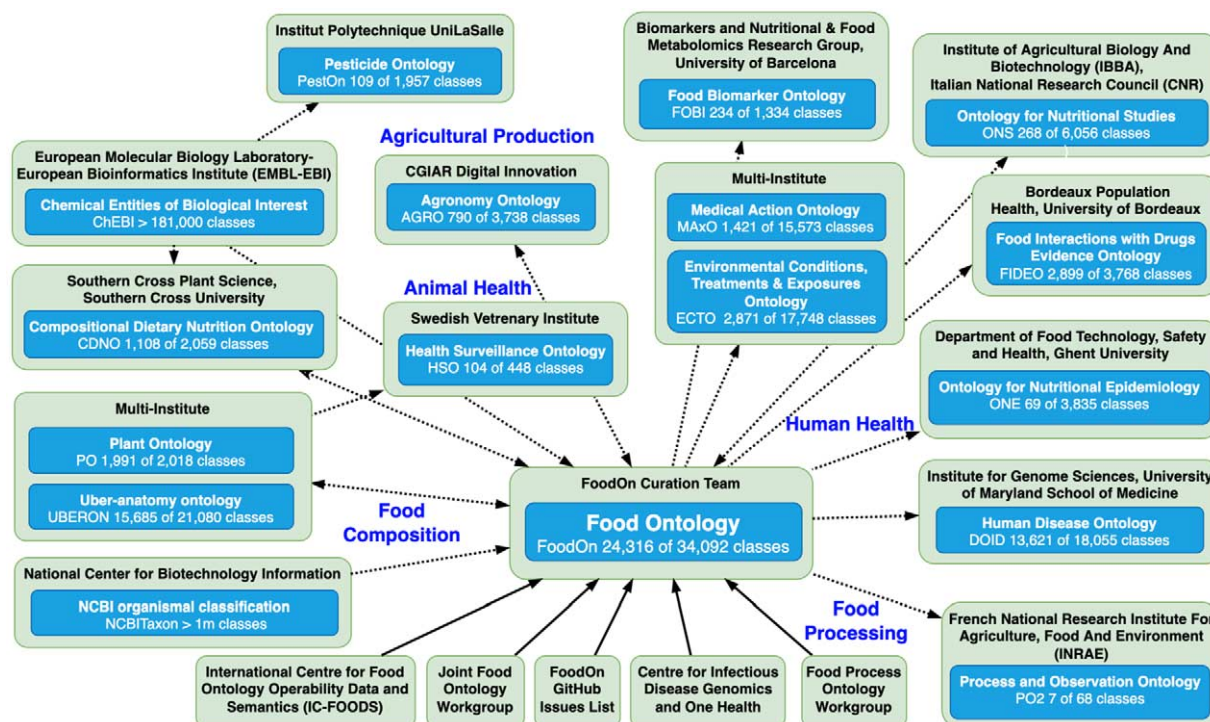 Institut Polytechnique UniLaSalle
Pesticide Ontology
PestOn 109 of 1,957 classes
Biomarkers and Nutritional & Food
Metabolomics Research Group,
University of Barcelona
Food Biomarker Ontology
FOBI 234 of 1,334 classes
Institute of Agricultural Biology And
Biotechnology (IBBA),
Italian National Research Council (CNR)
Ontology for Nutritional Studies
ONS 268 of 6,056 classes
Agricultural Production
European Molecular Biology Laboratory-
European Bioinformatics Institute (EMBL-EBI)
Chemical Entities of Biological Interest
ChEBI > 181,000 classes
CGIAR Digital Innovation
Agronomy Ontology
AGRO 790 of 3,738 classes
Multi-Institute
Medical Action Ontology
MAxO 1,421 of 15,573 classes
Environmental Conditions,
Treatments & Exposures
Ontology
ECTO 2,871 of 17,748 classes
Bordeaux Population
Health, University of Bordeaux
Food Interactions with Drugs
Evidence Ontology
FIDEO 2,899 of 3,768 classes
Southern Cross Plant Science,
Southern Cross University
Compositional Dietary Nutrition Ontology
CDNO 1,108 of 2,059 classes
Animal Health
Swedish Vetrenary Institute
Health Surveillance Ontology
HSO 104 of 448 classes
Department of Food Technology, Safety
and Health, Ghent University
Ontology for Nutritional Epidemiology
ONE 69 of 3,835 classes
Human Health
Multi-Institute
Plant Ontology
PO 1,991 of 2,018 classes
Uber-anatomy ontology
UBERON 15,685 of 21,080 classes
Food
Composition
FoodOn Curation Team
Food Ontology
FoodOn 24,316 of 34,092 classes
Institute for Genome Sciences, University
of Maryland School of Medicine
Human Disease Ontology
DOID 13,621 of 18,055 classes
National Center for Biotechnology Information
NCBI organismal classification
NCBITaxon > 1m classes
Food
Processing
French National Research Institute For
Agriculture, Food And Environment
(INRAE)
Process and Observation Ontology
PO2 7 of 68 classes
International Centre for Food
Ontology Operability Data and
Semantics (IC-FOODS)
Joint Food
Ontology
Workgroup
FoodOn
GitHub
Issues List
Centre for Infectious
Disease Genomics
and One Health
Food Process
Ontology
Workgroup